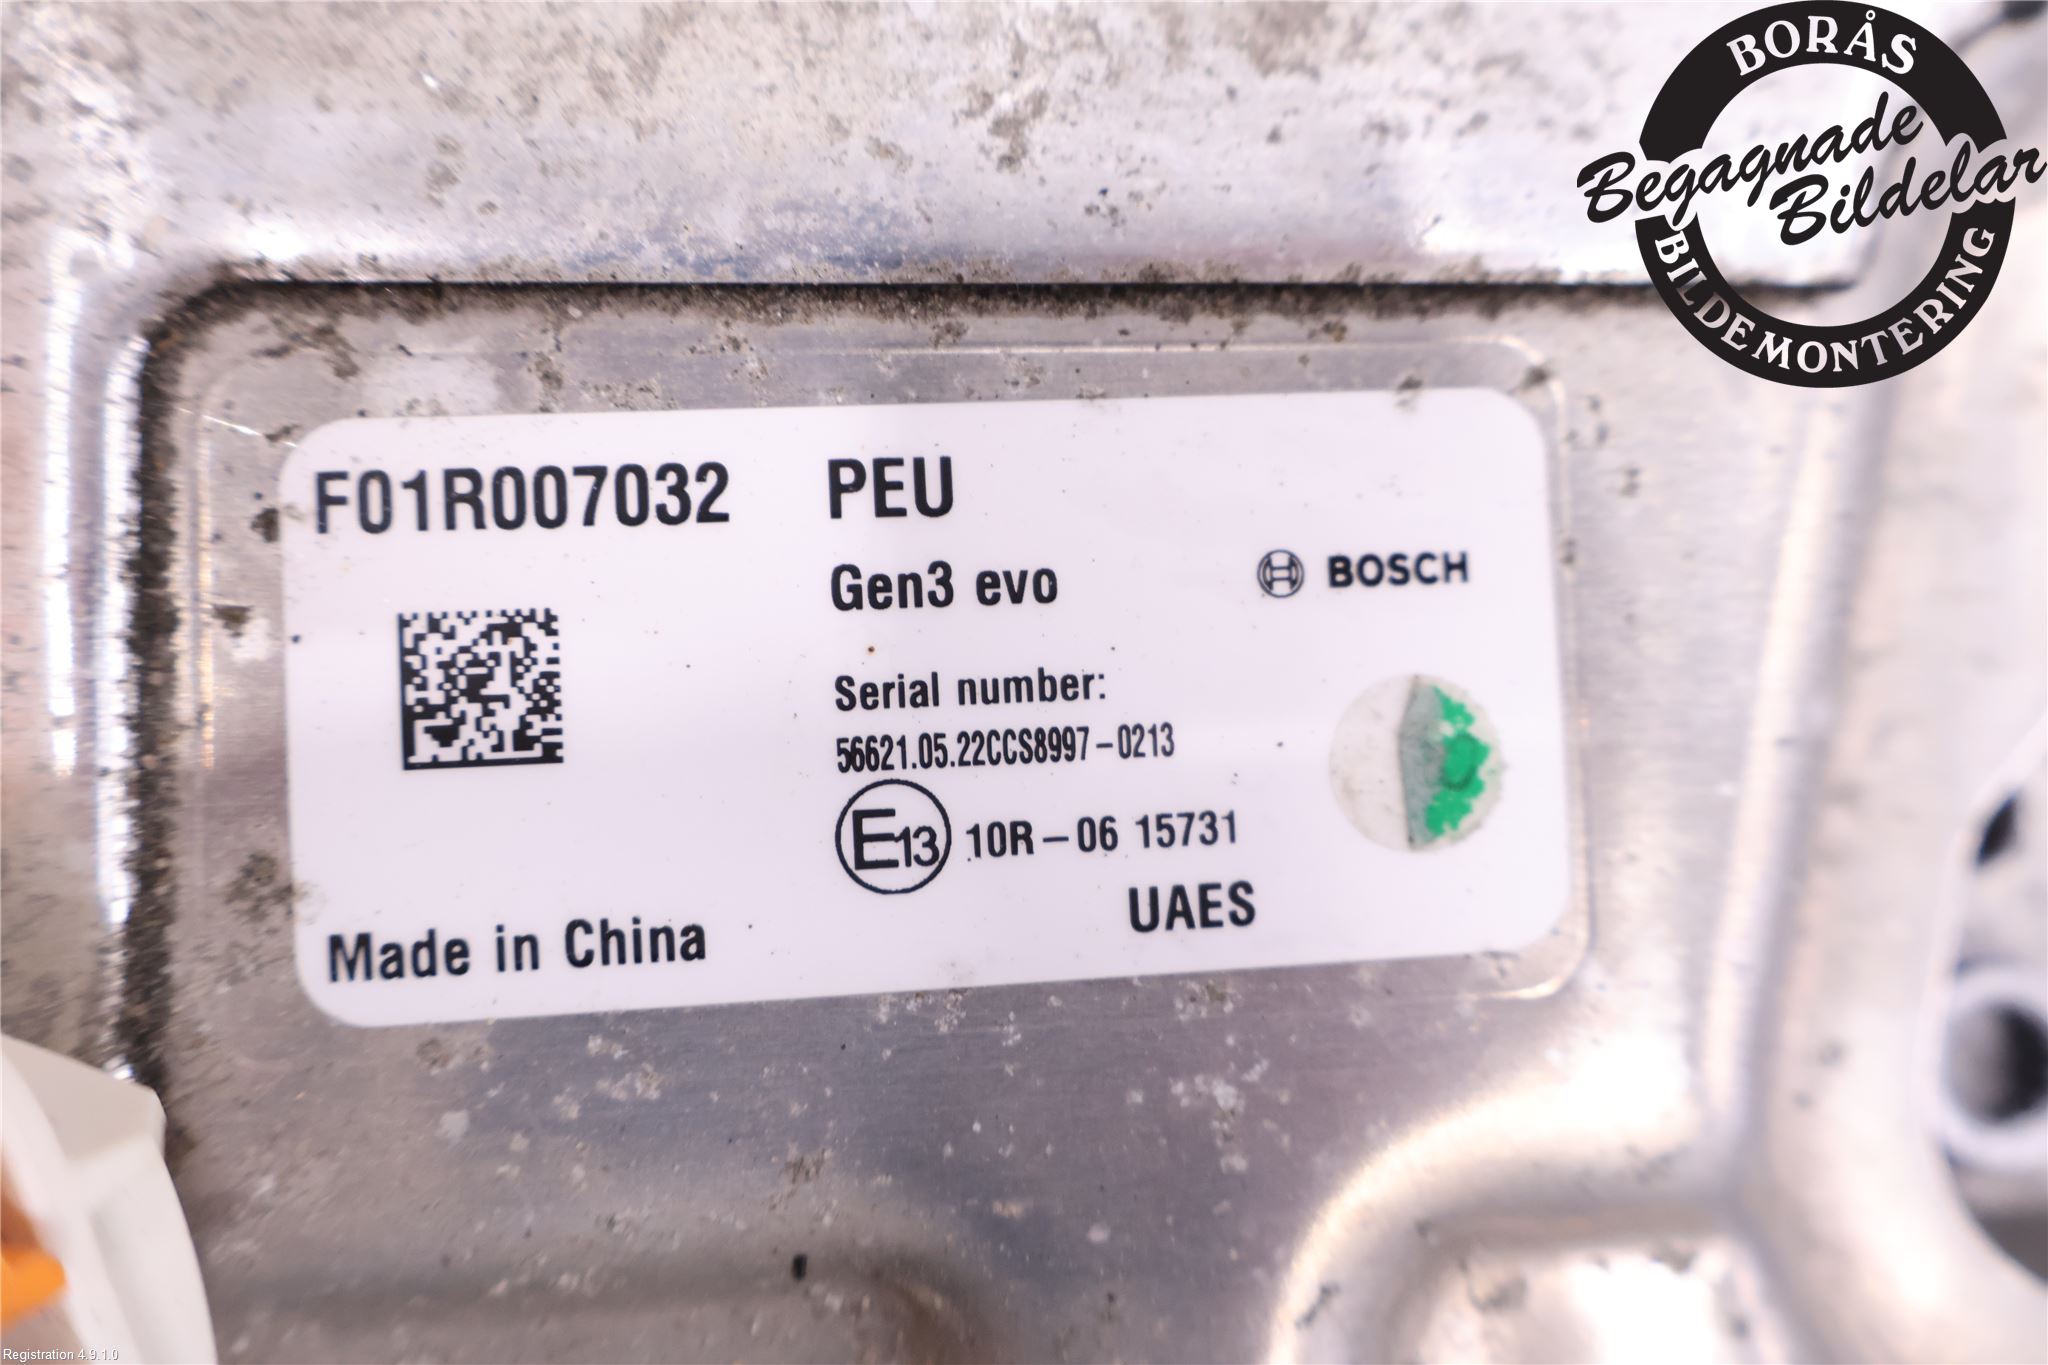 BORÅS
Begagnade
Bildelar
BILDEMONTERING
F01R007032 PEU
Gen3 evo
BOSCH
Serial number:
56621.05.22CCS8997-0213
E13 10R-06 15731
UAES
Made in China
Registration 4.9.1.0